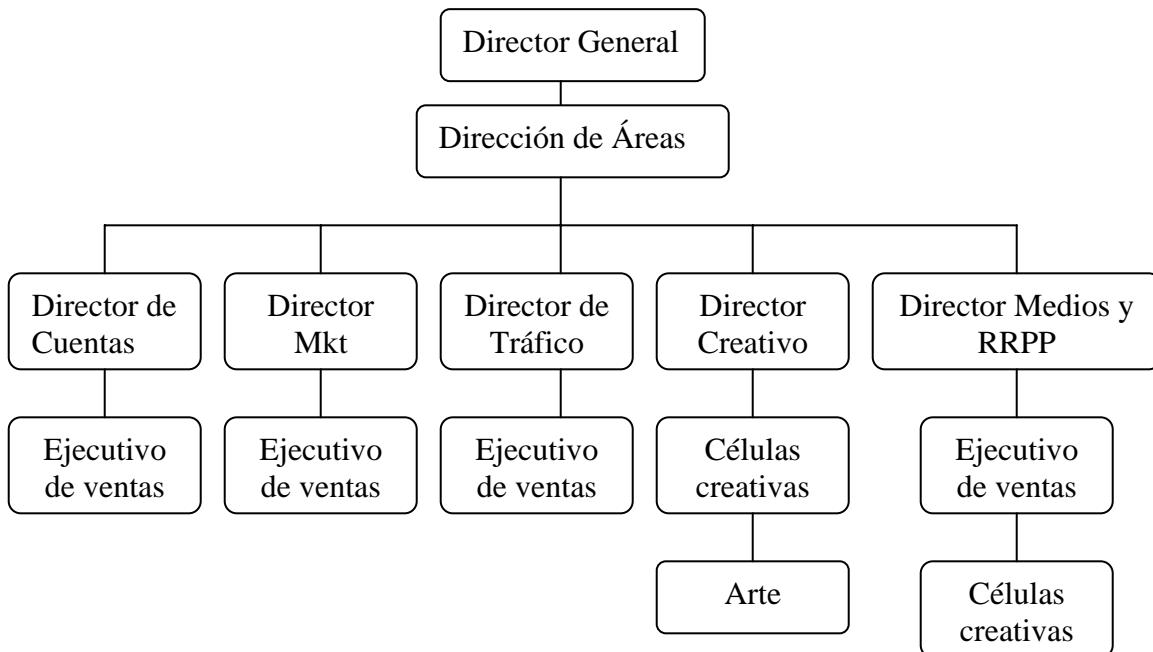 Director General
Dirección de Áreas
Director de
Cuentas
Director
Mkt
Director de
Tráfico
Director
Creativo
Director Medios y
RRPP
Ejecutivo
de ventas
Ejecutivo
de ventas
Ejecutivo
de ventas
Células
creativas
Ejecutivo
de ventas
Arte
Células
creativas